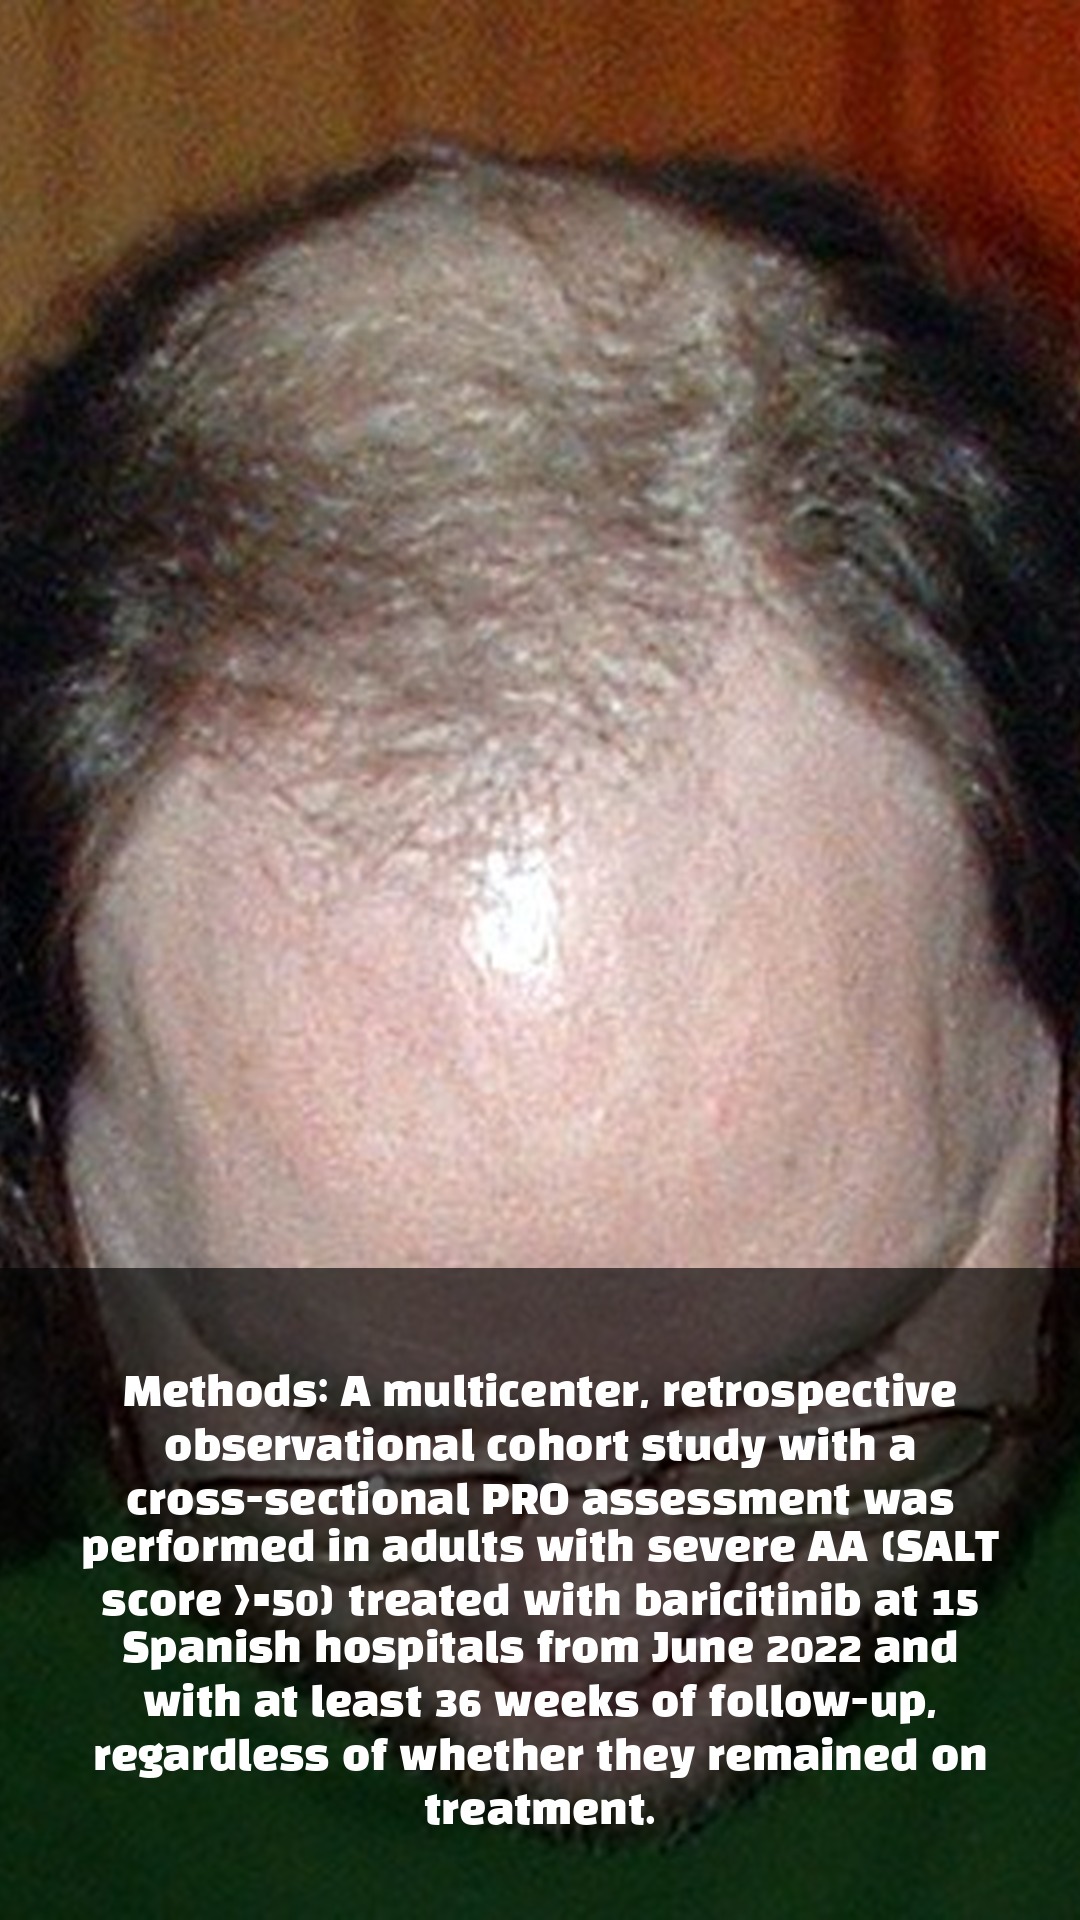 Methods: A multicenter, retrospective
observational cohort study with a
cross-sectional PRO assessment was
performed in adults with severe AA (SALT
score >=50) treated with baricitinib at 15
Spanish hospitals from June 2022 and
with at least 36 weeks of follow-up,
regardless of whether they remained on
treatment.